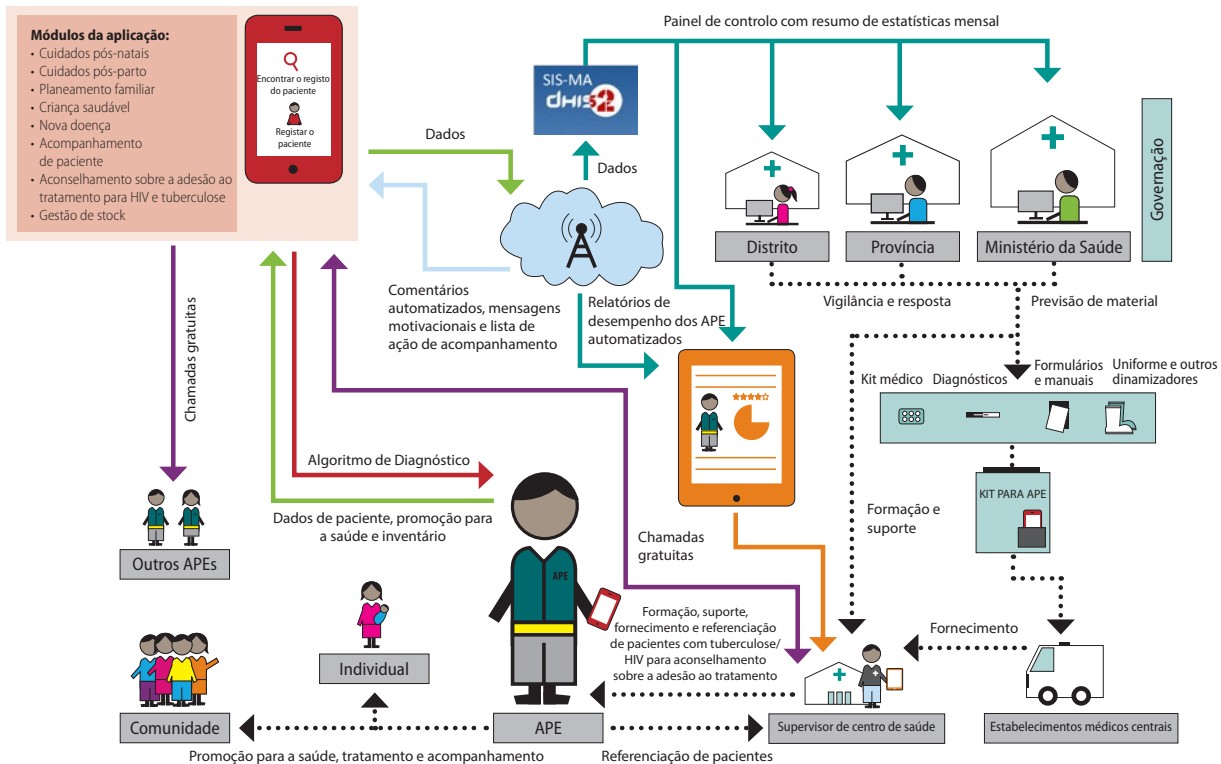 Módulos da aplicação:
• Cuidados pós-natais
• Cuidados pós-parto
• Planeamento familiar
• Criança saudável
• Nova doença
• Acompanhamento
de paciente
• Aconselhamento sobre a adesão ao
tratamento para HIV e tuberculose
• Gestão de stock
Encontrar o registo
do paciente
Registar o
paciente
Dados
SIS-MA
dhis2
Dados
Painel de controlo com resumo de estatísticas mensal
Distrito
Província
Ministério da Saúde
Governação
Vigilância e resposta
Previsão de material
Comentários
automatizados, mensagens
motivacionais e lista de
ação de acompanhamento
Relatórios de
desempenho dos APE
automatizados
Chamadas gratuitas
Kit médico
Diagnósticos
Formulários
e manuais
Uniforme e outros
dinamizadores
Algoritmo de Diagnóstico
Dados de paciente, promoção para
a saúde e inventário
Outros APEs
APE
KIT PARA APE
Formação e
suporte
Chamadas
gratuitas
Individual
Formação, suporte,
fornecimento e referenciação
de pacientes com tuberculose/
HIV para aconselhamento
sobre a adesão ao tratamento
Fornecimento
Comunidade
APE
Supervisor de centro de saúde
Estabelecimentos médicos centrais
Promoção para a saúde, tratamento e acompanhamento
Referenciação de pacientes